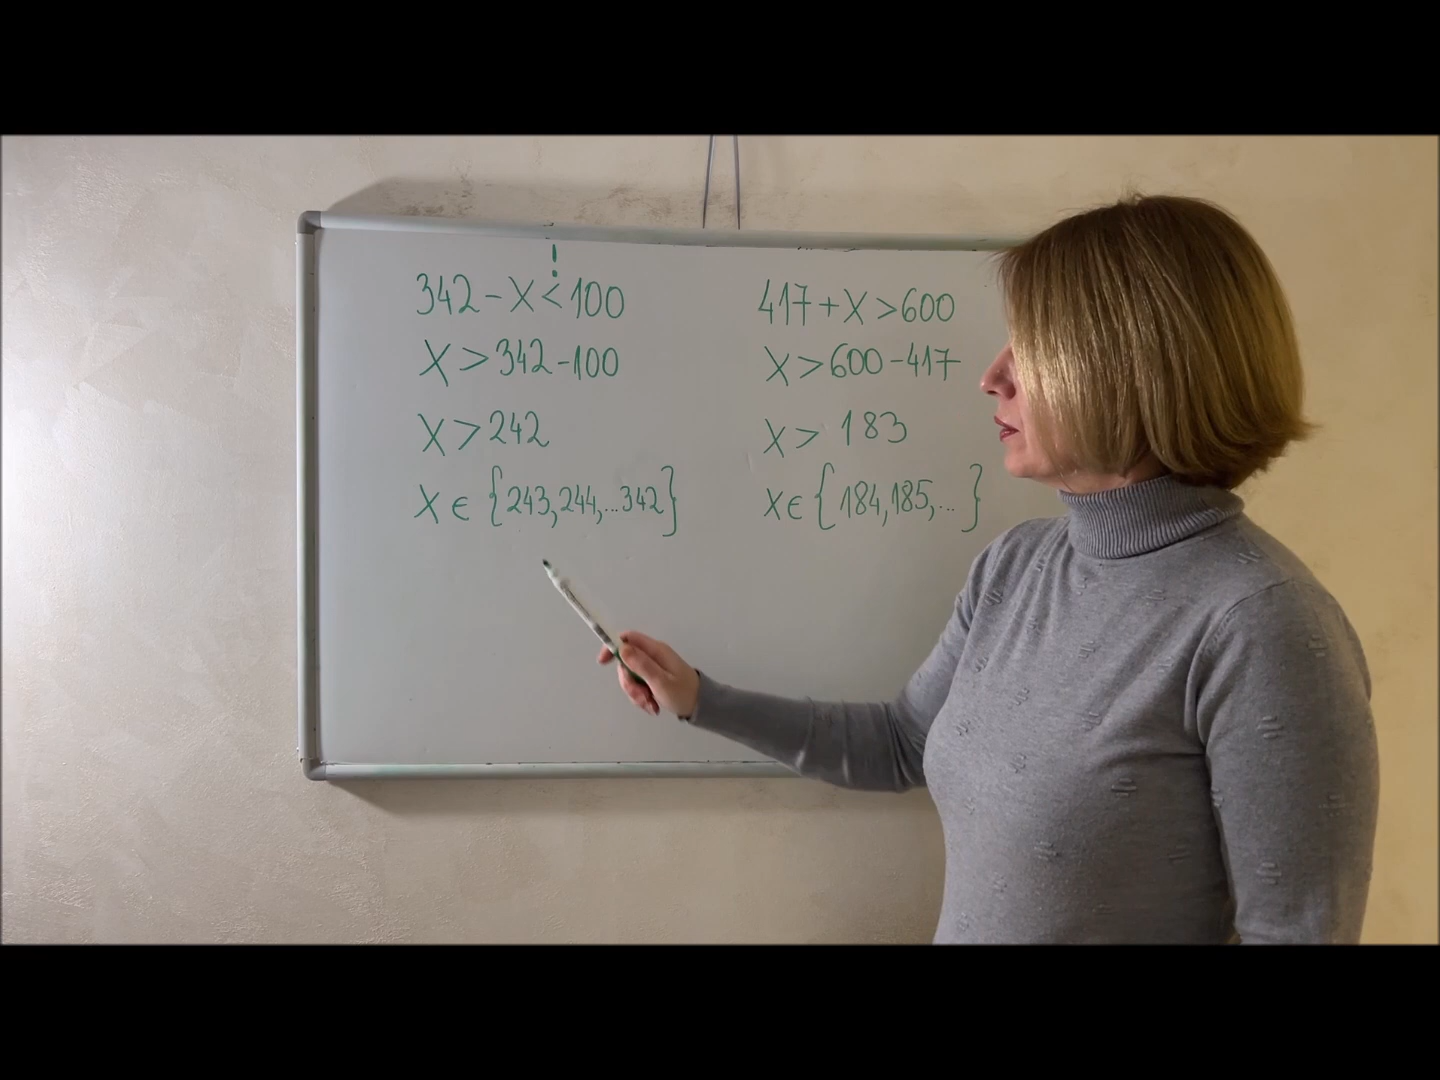 !
342-X<100
X>342-100
X>242
X∈{243,244,...342}
417+X>600
X>600-417
X>183
X∈{184,185,...}